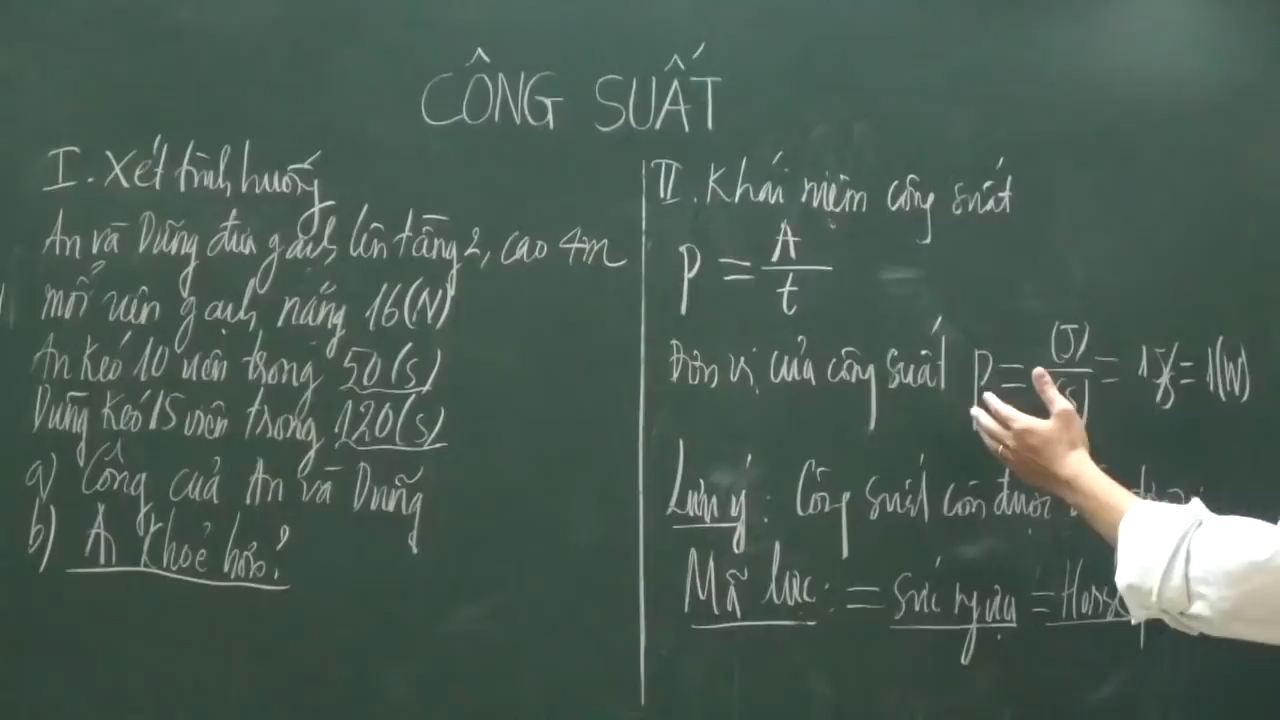 CÔNG SUẤT
I. Xét tình huống
An và Dũng đưa gạch lên tầng 2, cao 4m
mỗi viên gạch nặng 16(N)
An kéo 10 viên trong 50(s)
Dũng kéo 15 viên trong 120(s)
a) Công của An và Dũng
b) A khoẻ hơn?
II. Khái niệm công suất
P = A/t
Đơn vị của công suất P = (J)/(s) = 1 J/s = 1(W)
Lưu ý: Công suất còn được
Mã lực: = sức ngựa =